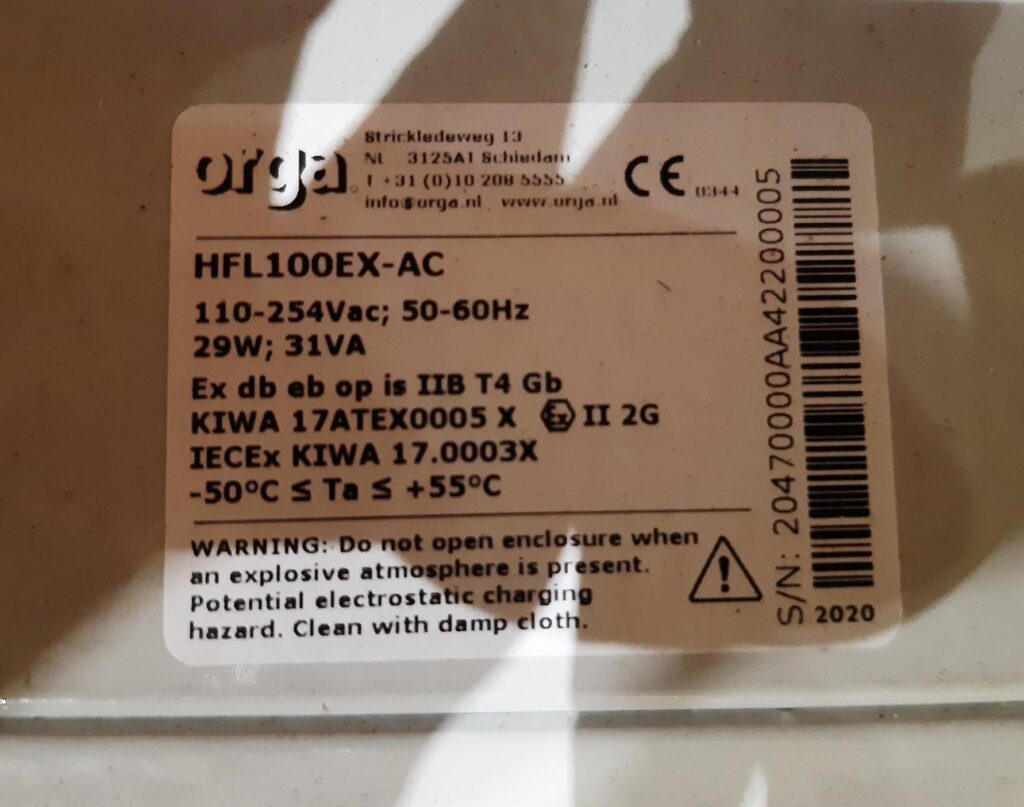 orga
Strickledeweg 13
NL 3125AT Schiedam
T +31 (0)10 208 5555
info@orga.nl www.orga.nl
CE 0344
HFL100EX-AC
110-254Vac; 50-60Hz
29W; 31VA
Ex db eb op is IIB T4 Gb
KIWA 17ATEX0005 X Ex II 2G
IECEx KIWA 17.0003X
-50°C ≤ Ta ≤ +55°C
WARNING: Do not open enclosure when
an explosive atmosphere is present.
Potential electrostatic charging
hazard. Clean with damp cloth.
S/N: 20470000AA42200005
2020